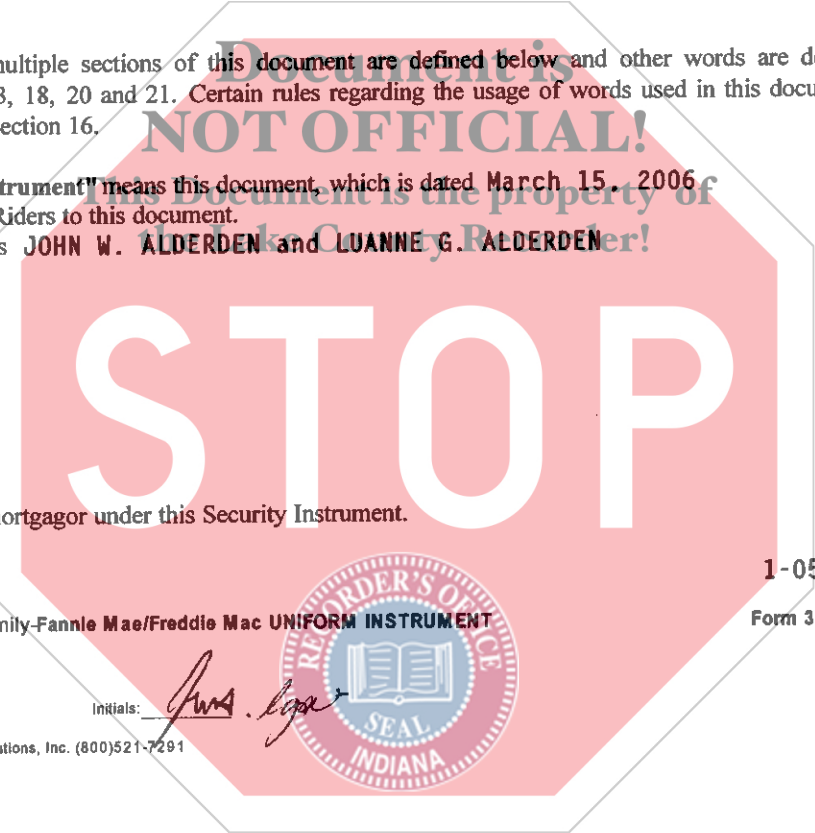 multiple sections of this document are defined below and other words are d
3, 18, 20 and 21. Certain rules regarding the usage of words used in this docu
ection 16.
Document is
NOT OFFICIAL!
This Document is the property of
the Lake County Recorder!
trument" means this document, which is dated March 15, 2006
Riders to this document.
s JOHN W. ALDERDEN and LUANNE G. ALDERDEN
STOP
ortgagor under this Security Instrument.
1-05
mily-Fannie Mae/Freddie Mac UNIFORM INSTRUMENT
Form 3
RECORDER'S OFFICE
SEAL
INDIANA
Initials:
ations, Inc. (800)521-7291